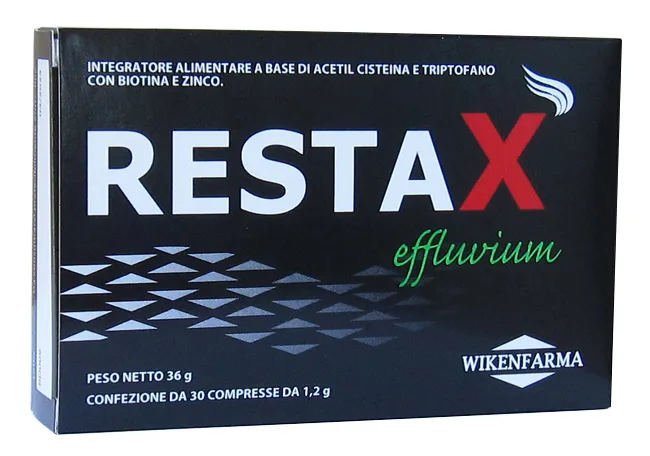 INTEGRATORE ALIMENTARE A BASE DI ACETIL CISTEINA E TRIPTOFANO
CON BIOTINA E ZINCO.
RESTAX
effluvium
WIKENFARMA
PESO NETTO 36 g
CONFEZIONE DA 30 COMPRESSE DA 1,2 g